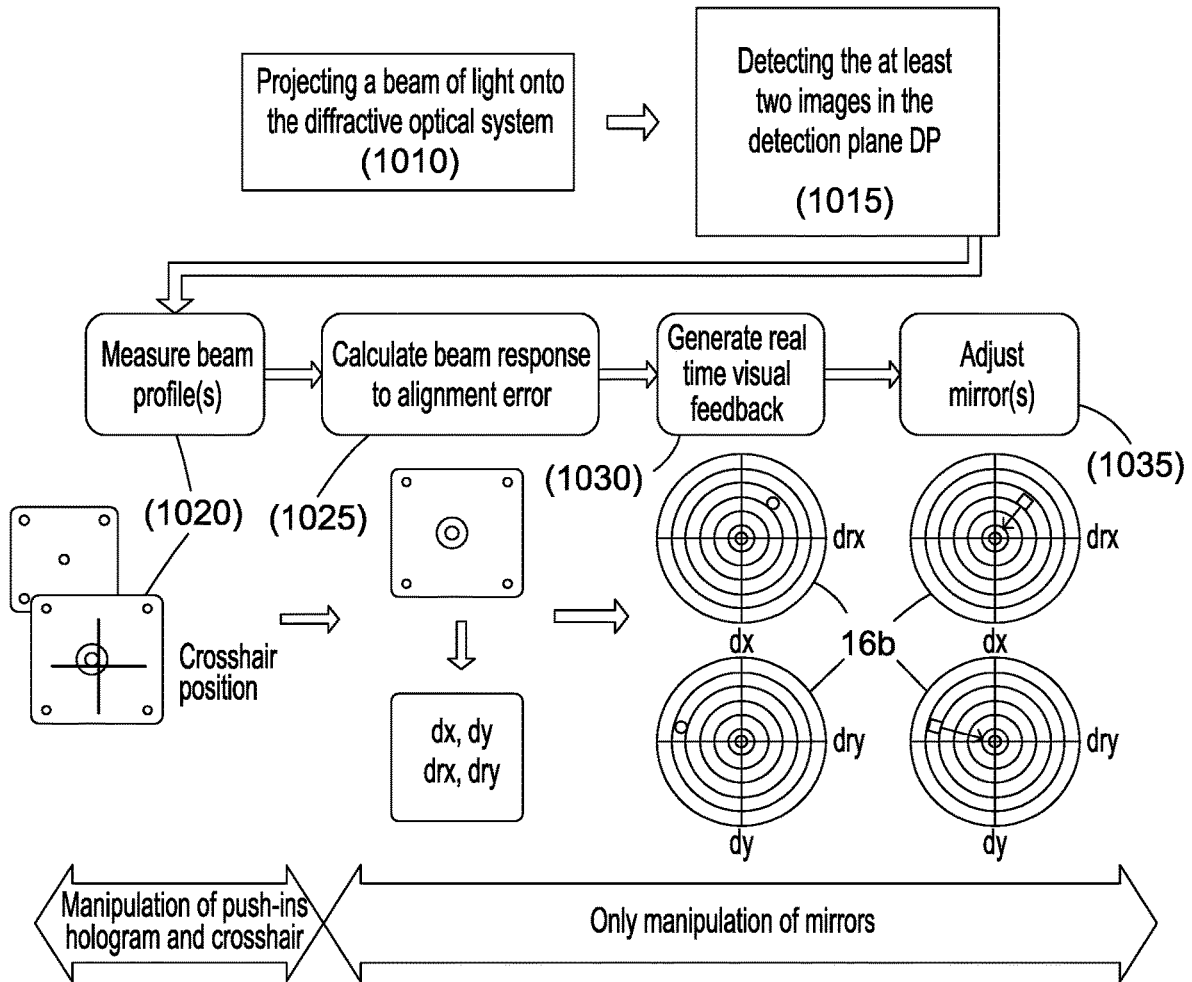 Projecting a beam of light onto
the diffractive optical system
(1010)
Detecting the at least
two images in the
detection plane DP
(1015)
Measure beam
profile(s)
Calculate beam response
to alignment error
Generate real
time visual
feedback
Adjust
mirror(s)
(1020)
(1025)
(1030)
(1035)
drx
drx
dx
16b
dx
Crosshair
position
dx, dy
drx, dry
dry
dry
dy
dy
Manipulation of push-ins
hologram and crosshair
Only manipulation of mirrors